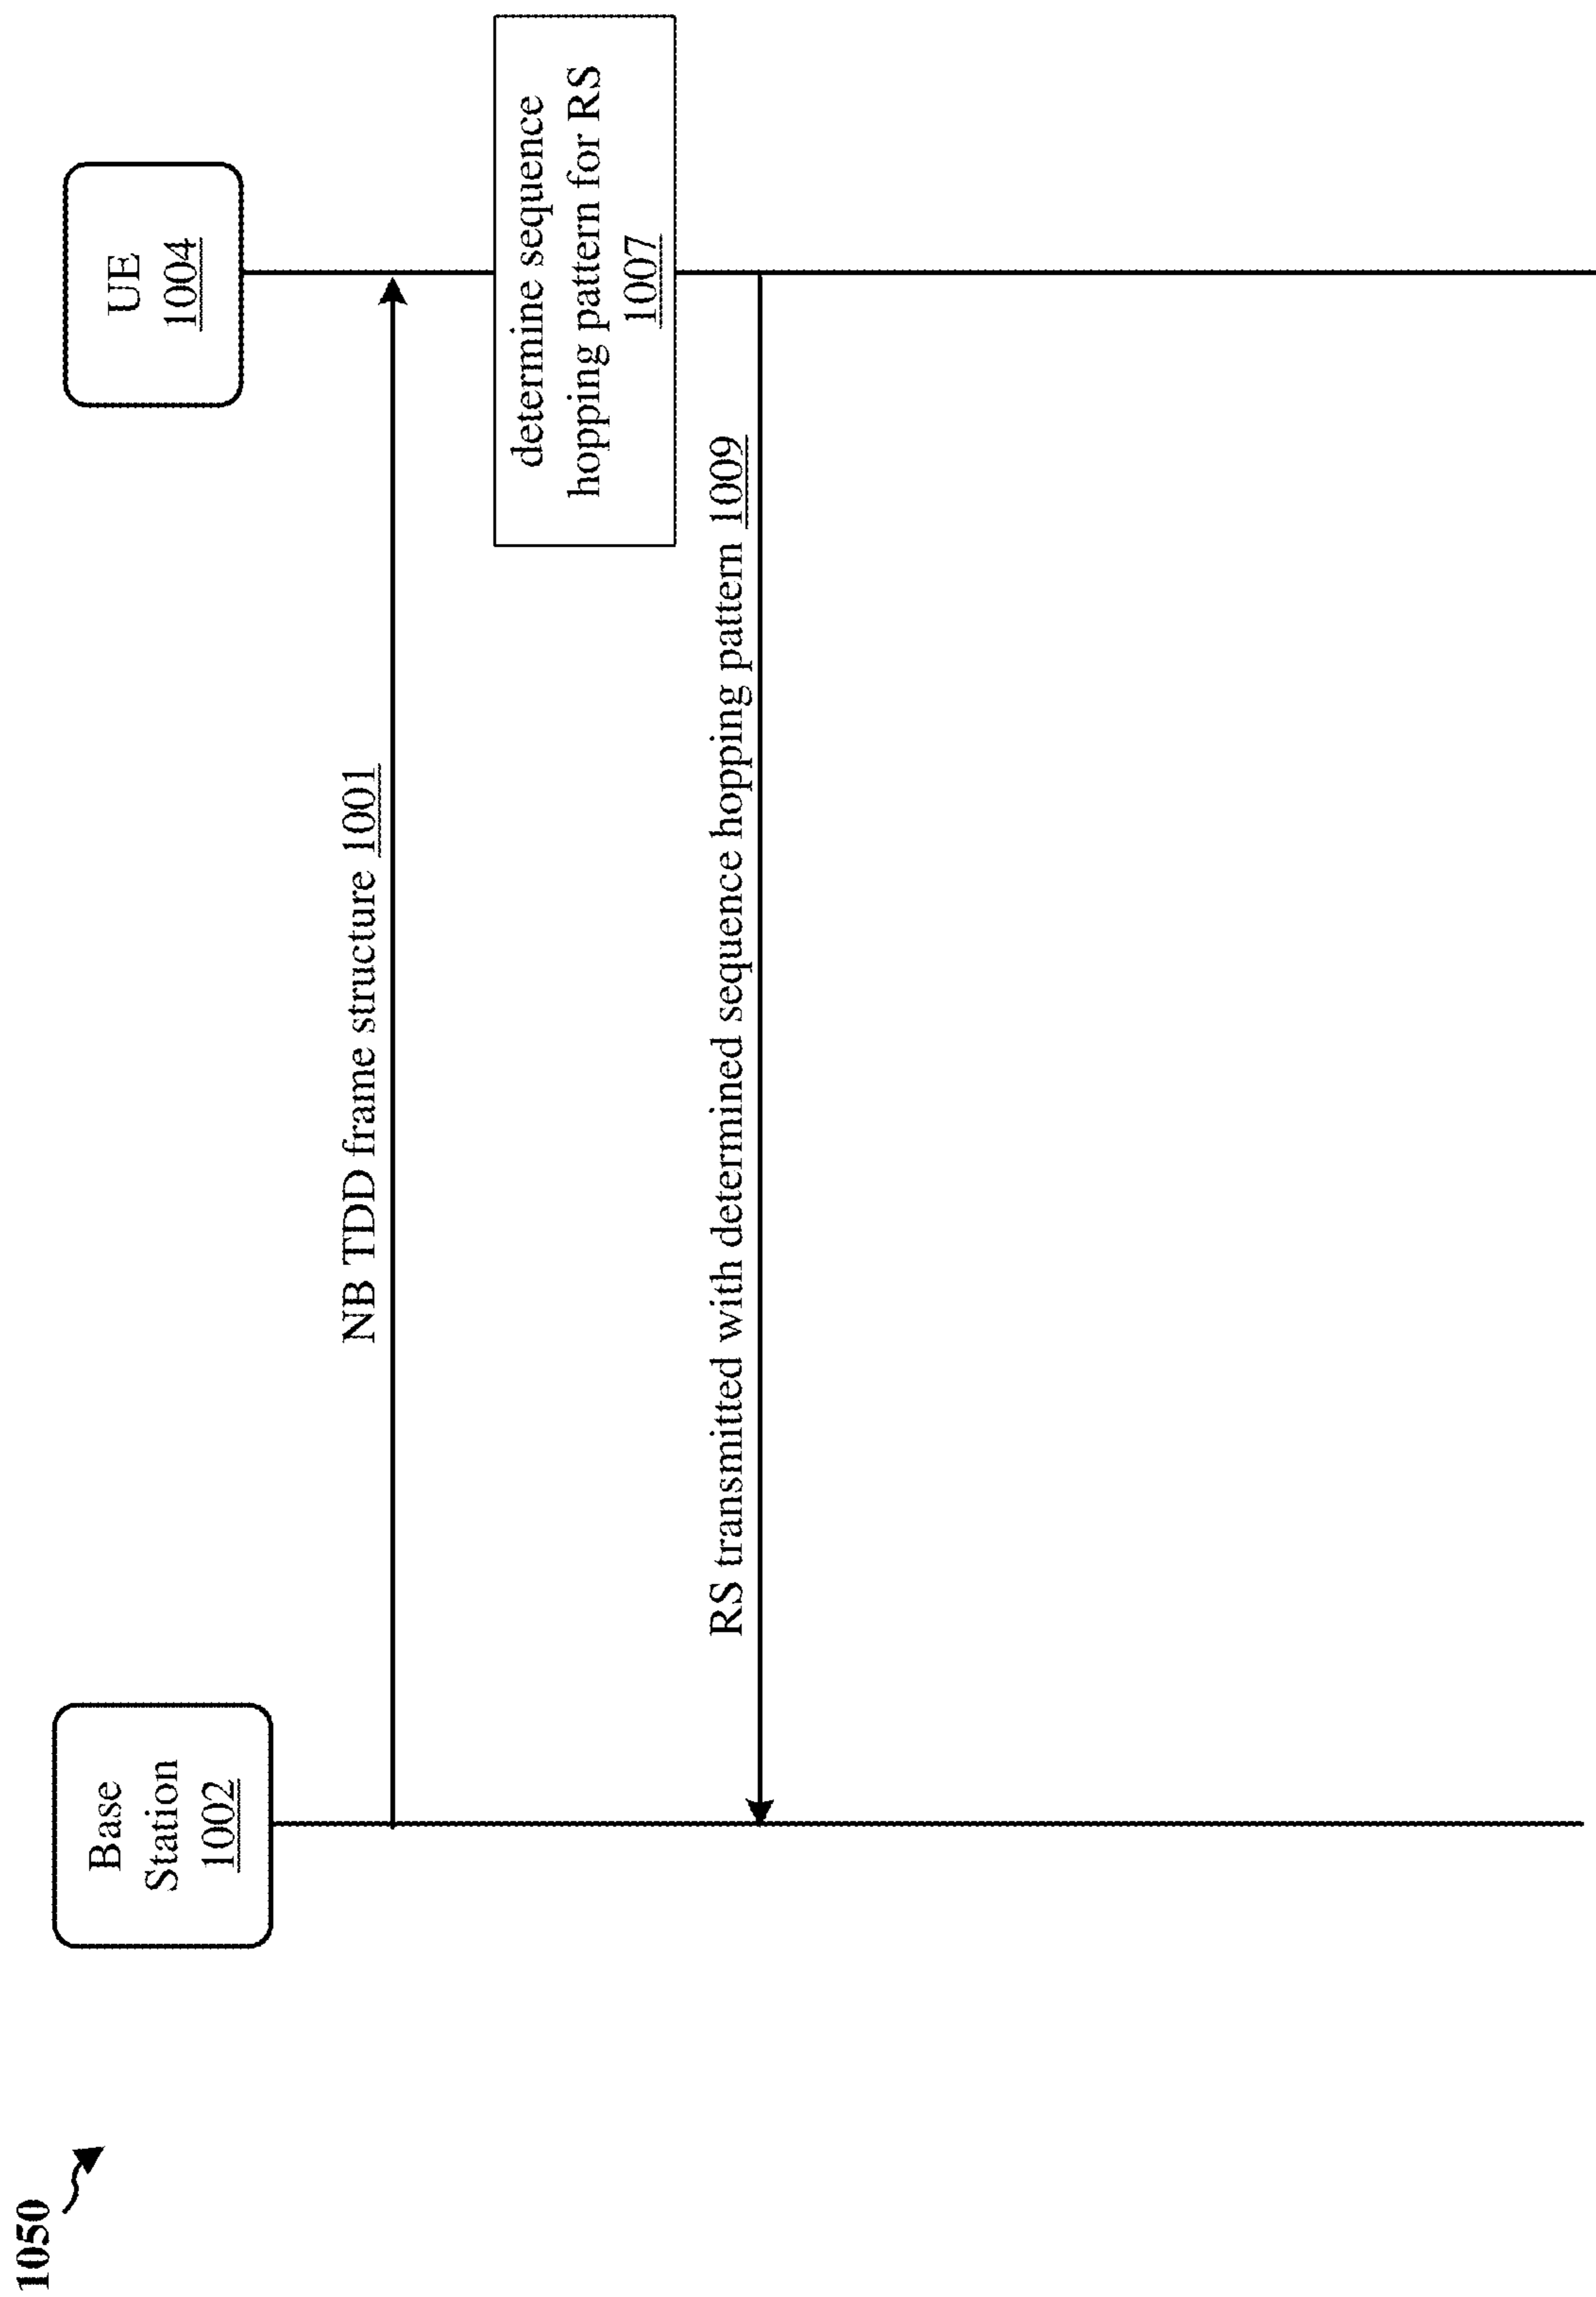 1050
Base
Station
1002
UE
1004
NB TDD frame structure 1001
determine sequence
hopping pattern for RS
1007
RS transmitted with determined sequence hopping pattern 1009